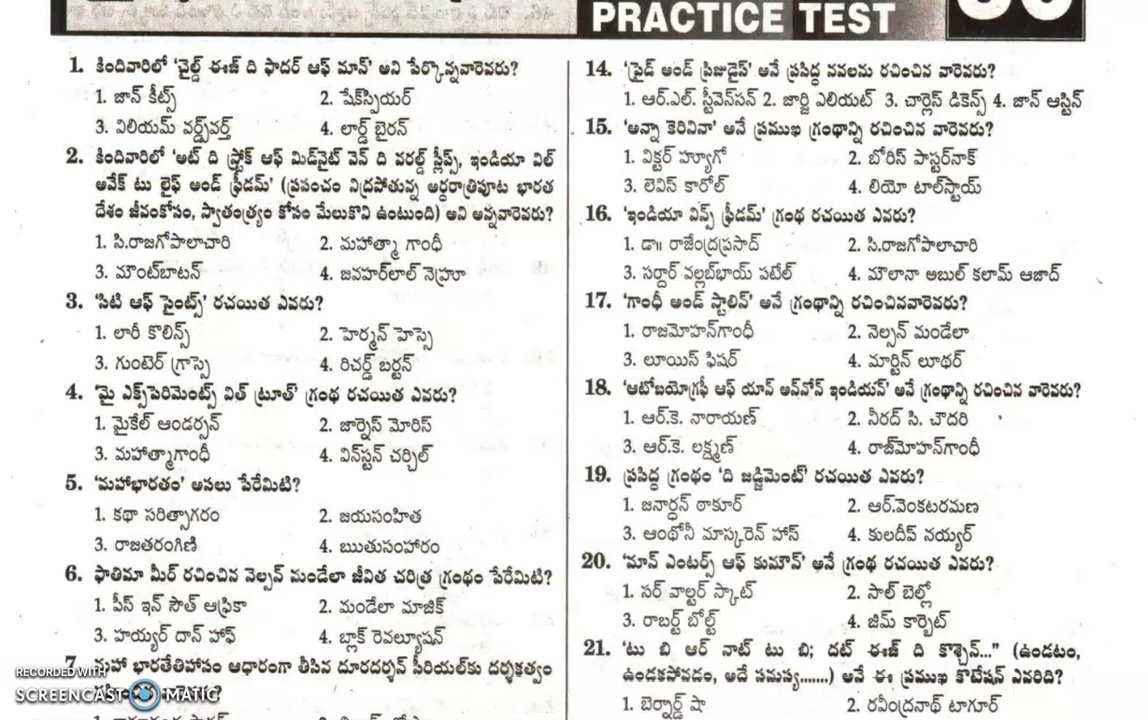 PRACTICE TEST
1. కిందివారిలో 'చైల్డ్ ఈజ్ ది ఫాదర్ ఆఫ్ మాన్' అని పేర్కొన్నవారెవరు?
1. జాన్ కీట్స్ 2. షేక్‌స్పియర్
3. విలియమ్ వర్డ్స్‌వర్త్ 4. లార్డ్ బైరన్
2. కిందివారిలో 'అట్ ది స్ట్రోక్ ఆఫ్ మిడ్‌నైట్ వెన్ ది వరల్డ్ స్లీప్స్, ఇండియా విల్
అవేక్ టు లైఫ్ అండ్ ఫ్రీడమ్' (ప్రపంచం నిద్రపోతున్న అర్ధరాత్రిపూట భారత
దేశం జీవంకోసం, స్వాతంత్ర్యం కోసం మేలుకొని ఉంటుంది) అని అన్నవారెవరు?
1. సి.రాజగోపాలాచారి 2. మహాత్మా గాంధీ
3. మౌంట్‌బాటన్ 4. జవహర్‌లాల్ నెహ్రూ
3. 'సిటి ఆఫ్ సైంట్స్' రచయిత ఎవరు?
1. లారీ కొలిన్స్ 2. హెర్మన్ హెస్సె
3. గుంటెర్ గ్రాస్సె 4. రిచర్డ్ బర్టన్
4. 'మై ఎక్స్‌పెరిమెంట్స్ విత్ ట్రూత్' గ్రంథ రచయిత ఎవరు?
1. మైకేల్ ఆండర్సన్ 2. జార్నెస్ మోరిస్
3. మహాత్మాగాంధీ 4. విన్‌స్టన్ చర్చిల్
5. 'మహాభారతం' అసలు పేరేమిటి?
1. కథా సరిత్సాగరం 2. జయసంహిత
3. రాజతరంగిణి 4. ఋతుసంహారం
6. ఫాతిమా మీర్ రచించిన నెల్సన్ మండేలా జీవిత చరిత్ర గ్రంథం పేరేమిటి?
1. పీస్ ఇన్ సౌత్ ఆఫ్రికా 2. మండేలా మాజిక్
3. హయ్యర్ దాన్ హోఫ్ 4. బ్లాక్ రెవల్యూషన్
7. మహా భారతేతిహాసం ఆధారంగా తీసిన దూరదర్శన్ సీరియల్‌కు దర్శకత్వం
RECORDED WITH
SCREENCAST MATIC
14. 'ప్రైడ్ అండ్ ప్రిజుడైస్' అనే ప్రసిద్ధ నవలను రచించిన వారెవరు?
1. ఆర్.ఎల్. స్టీవెన్‌సన్ 2. జార్జి ఎలియట్ 3. చార్లెస్ డికెన్స్ 4. జాన్ ఆస్టిన్
15. 'అన్నా కెరినినా' అనే ప్రముఖ గ్రంథాన్ని రచించిన వారెవరు?
1. విక్టర్ హ్యూగో 2. బోరిస్ పాస్టర్‌నాక్
3. లెవిస్ కారోల్ 4. లియో టాల్‌స్టాయ్
16. 'ఇండియా విన్స్ ఫ్రీడమ్' గ్రంథ రచయిత ఎవరు?
1. డా॥ రాజేంద్రప్రసాద్ 2. సి.రాజగోపాలాచారి
3. సర్దార్ వల్లభ్‌భాయ్ పటేల్ 4. మౌలానా అబుల్ కలామ్ ఆజాద్
17. 'గాంధీ అండ్ స్టాలిన్' అనే గ్రంథాన్ని రచించినవారెవరు?
1. రాజమోహన్‌గాంధీ 2. నెల్సన్ మండేలా
3. లూయిస్ ఫిషర్ 4. మార్టిన్ లూథర్
18. 'ఆటోబయోగ్రఫీ ఆఫ్ యాన్ అన్‌నోన్ ఇండియన్' అనే గ్రంథాన్ని రచించిన వారెవరు?
1. ఆర్.కె. నారాయణ్ 2. నీరద్ సి. చౌదరి
3. ఆర్.కె. లక్ష్మణ్ 4. రాజ్‌మోహన్‌గాంధీ
19. ప్రసిద్ధ గ్రంథం 'ది జడ్జిమెంట్' రచయిత ఎవరు?
1. జనార్ధన్ ఠాకూర్ 2. ఆర్.వెంకటరమణ
3. ఆంథోనీ మాస్కరెన్ హాస్ 4. కులదీప్ నయ్యర్
20. 'మాన్ ఎంటర్స్ ఆఫ్ కుమౌన్' అనే గ్రంథ రచయిత ఎవరు?
1. సర్ వాల్టర్ స్కాట్ 2. సాల్ బెల్లో
3. రాబర్ట్ బోల్ట్ 4. జిమ్ కార్బెట్
21. 'టు బి ఆర్ నాట్ టు బి; దట్ ఈజ్ ది కొశ్చెన్..." (ఉండటం,
ఉండకపోవడం, అదే సమస్య.......) అనే ఈ ప్రముఖ కొటేషన్ ఎవరిది?
1. బెర్నార్డ్ షా 2. రవీంద్రనాథ్ టాగూర్